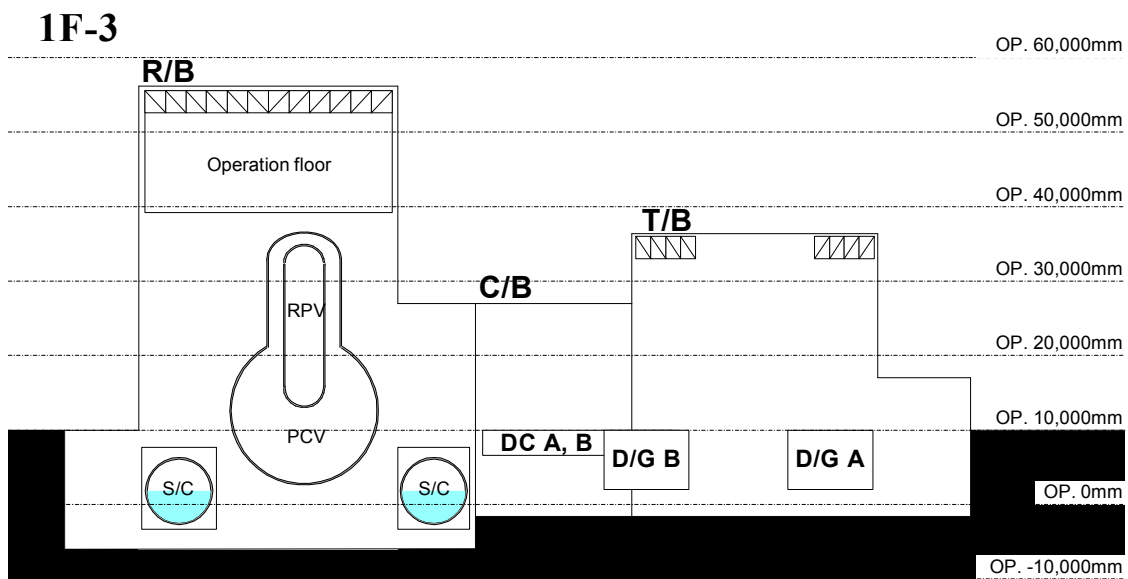 1F-3
OP. 60,000mm
R/B
OP. 50,000mm
Operation floor
OP. 40,000mm
T/B
OP. 30,000mm
C/B
RPV
OP. 20,000mm
OP. 10,000mm
PCV
DC A, B
D/G B
D/G A
S/C
S/C
OP. 0mm
OP. -10,000mm